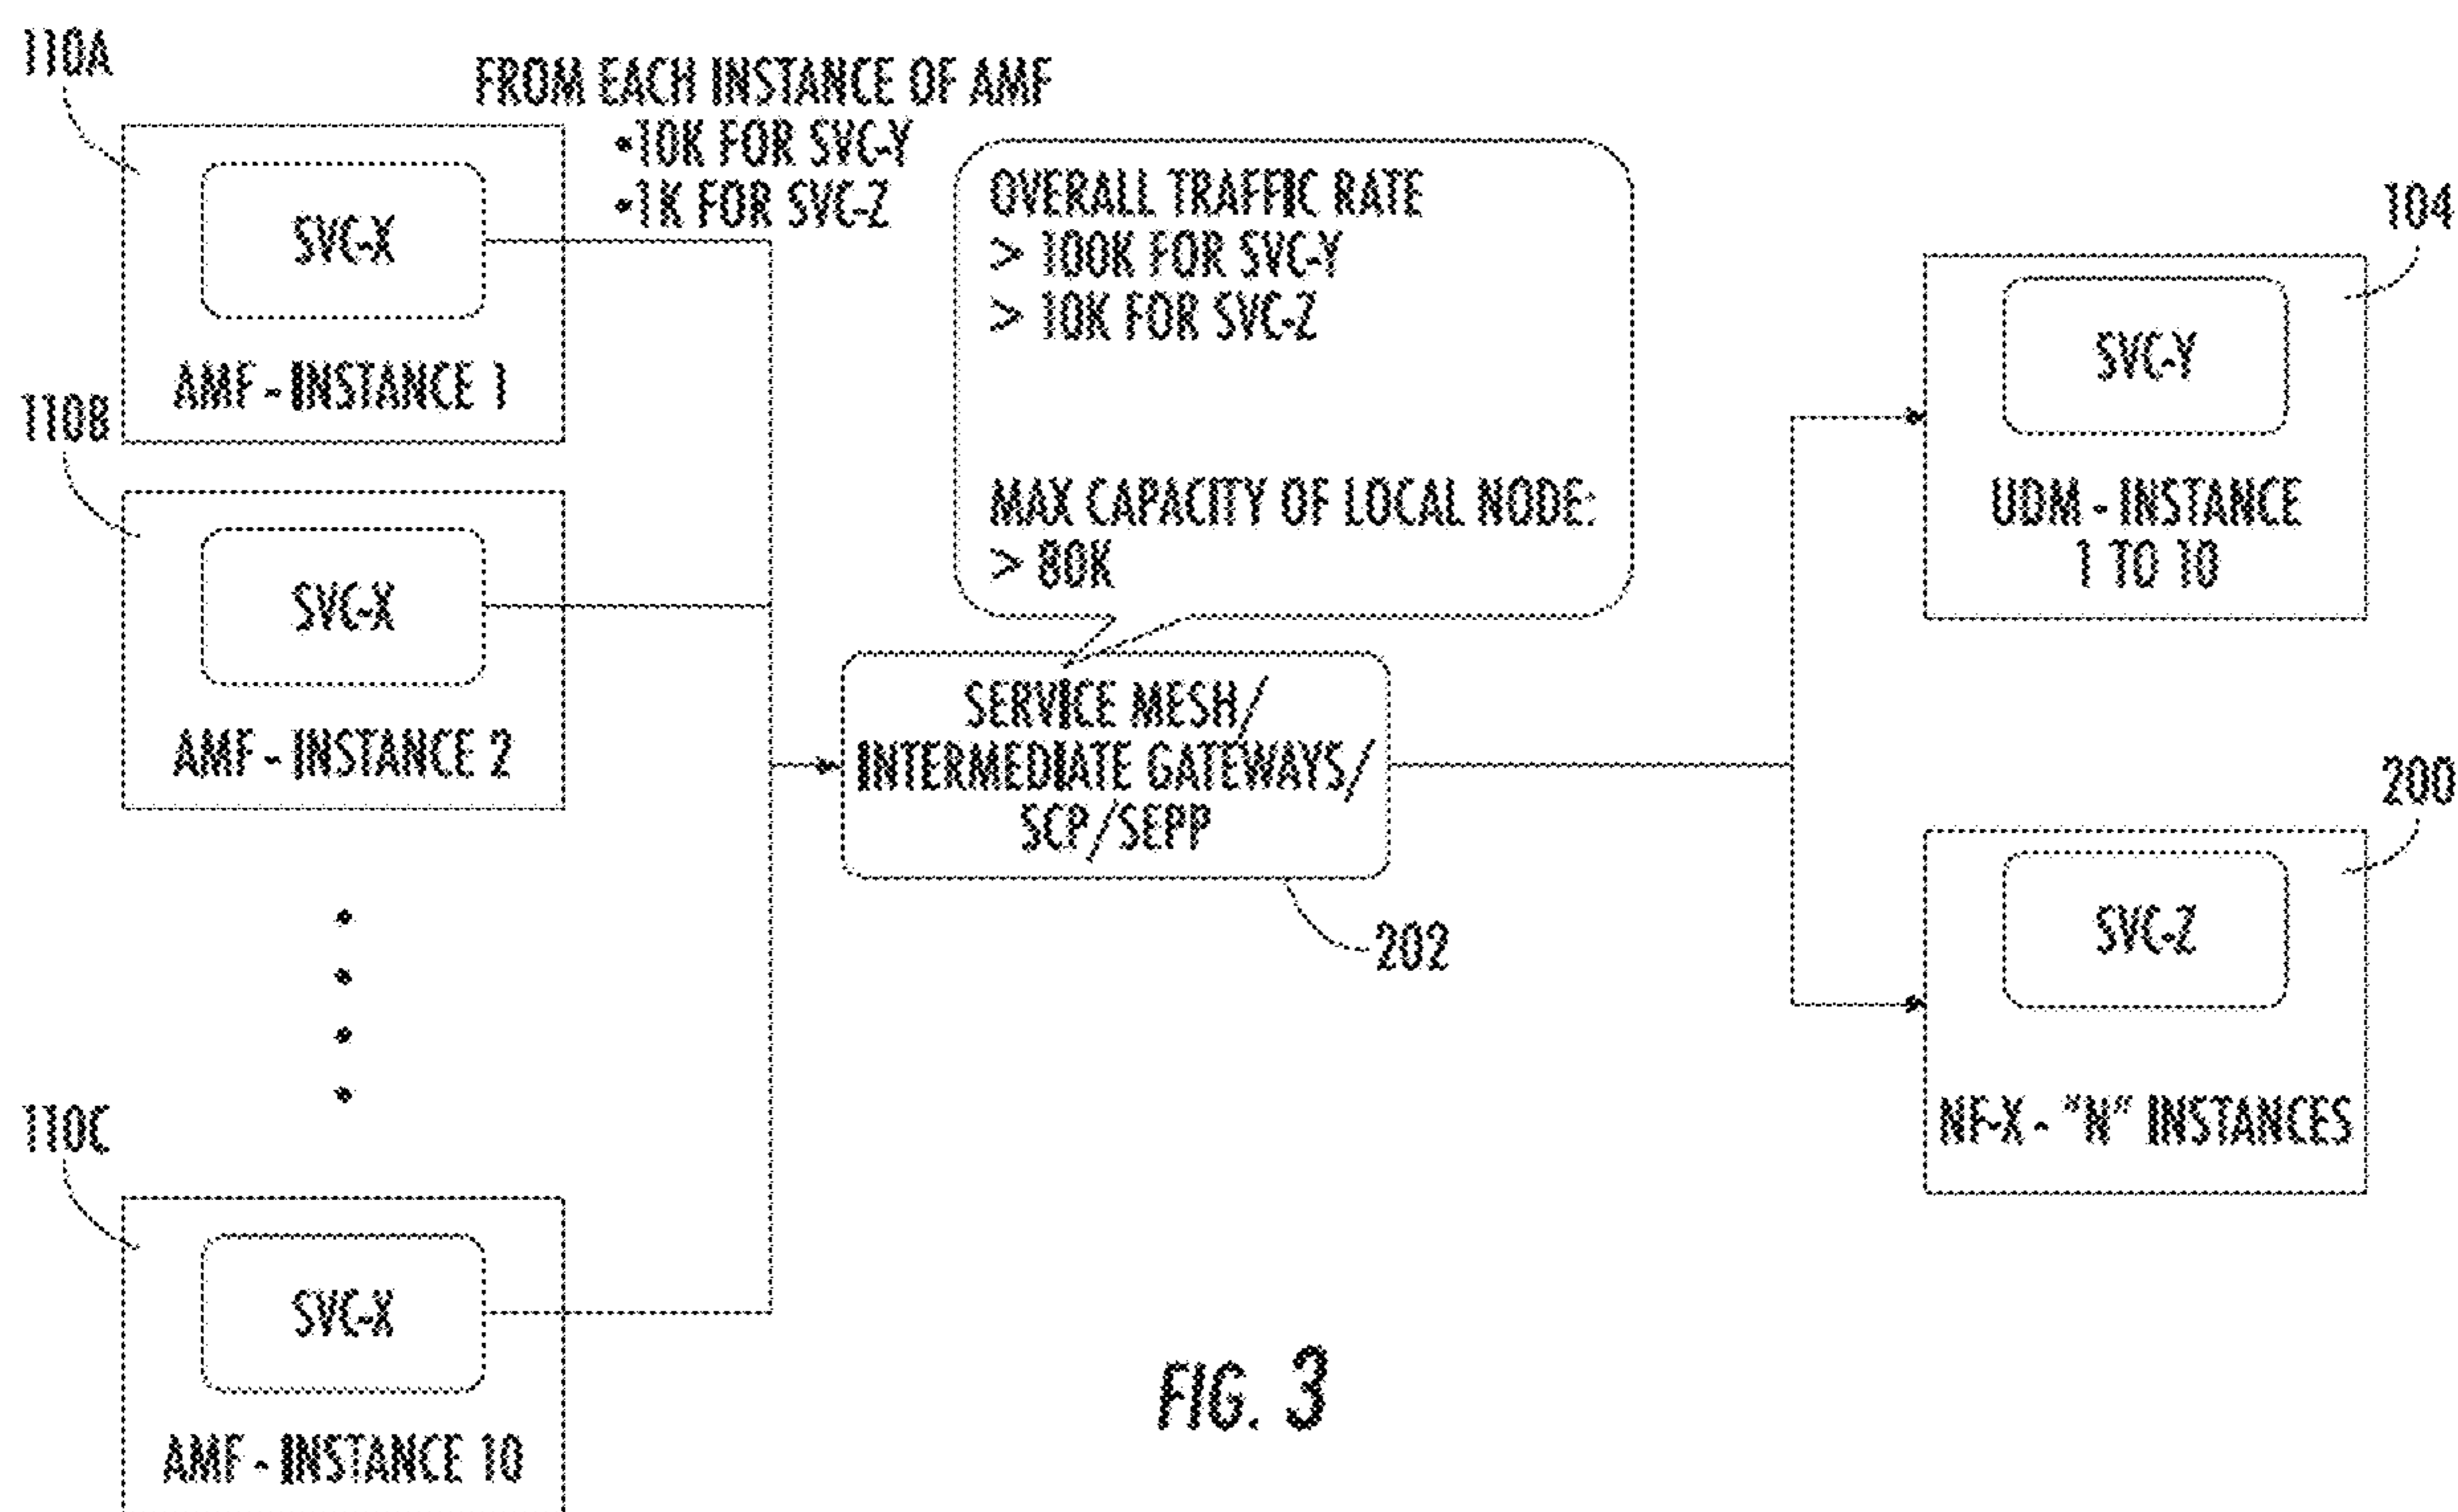 110A
FROM EACH INSTANCE OF AMF
•10K FOR SVC-Y
•1K FOR SVC-Z
SVC-X
AMF - INSTANCE 1
OVERALL TRAFFIC RATE
> 100K FOR SVC-Y
> 10K FOR SVC-Z
MAX CAPACITY OF LOCAL NODE:
> 80K
104
SVC-Y
UDM - INSTANCE
1 TO 10
110B
SVC-X
AMF - INSTANCE 2
SERVICE MESH/
INTERMEDIATE GATEWAYS/
SCP/SEPP
202
200
SVC-Z
NF-X - "N" INSTANCES
110C
SVC-X
AMF - INSTANCE 10
FIG. 3